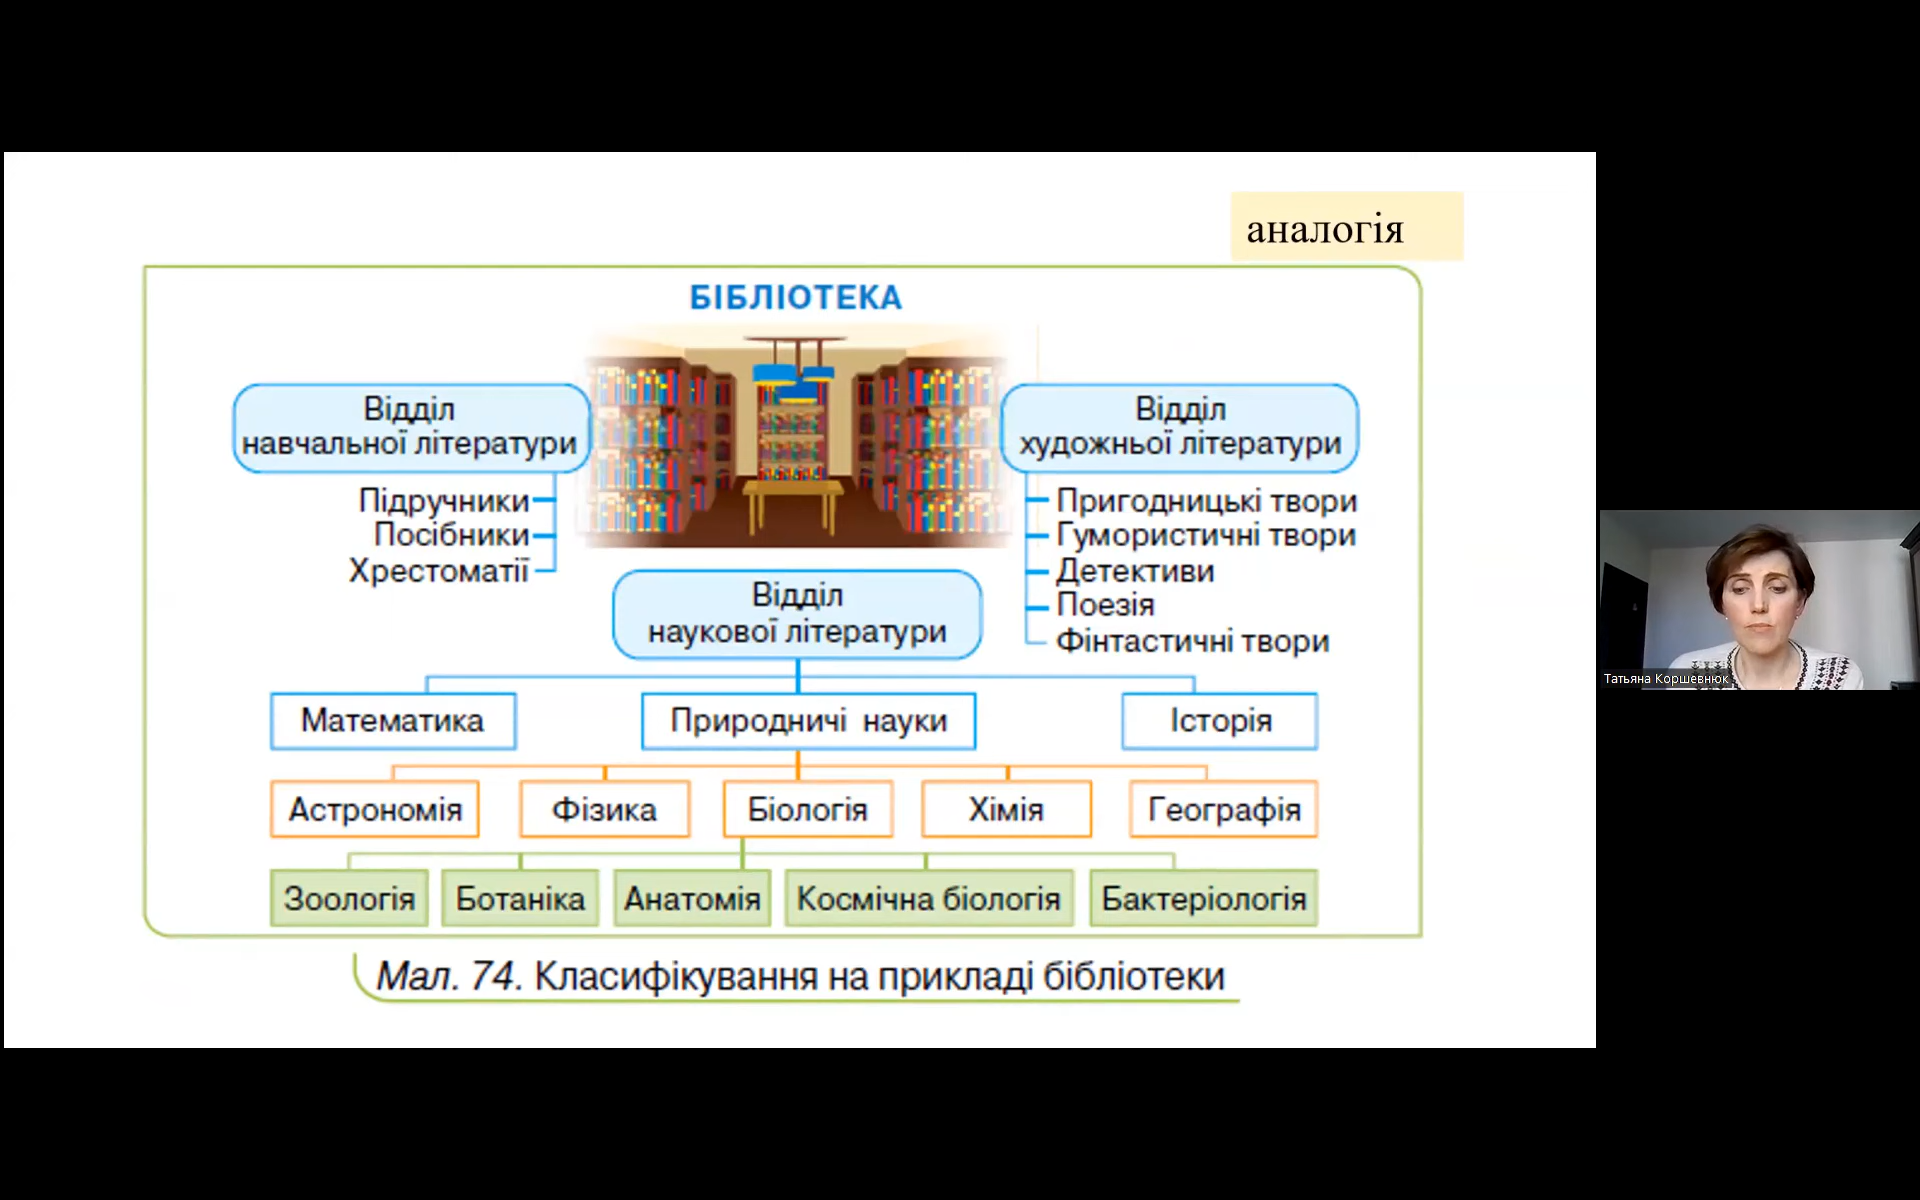 аналогія
БІБЛІОТЕКА
Відділ
навчальної літератури
Підручники
Посібники
Хрестоматії
Відділ
художньої літератури
Пригодницькі твори
Гумористичні твори
Детективи
Поезія
Фінтастичні твори
Відділ
наукової літератури
Математика
Природничі науки
Історія
Астрономія
Фізика
Біологія
Хімія
Географія
Зоологія
Ботаніка
Анатомія
Космічна біологія
Бактеріологія
Мал. 74. Класифікування на прикладі бібліотеки
Татьяна Коршевнюк